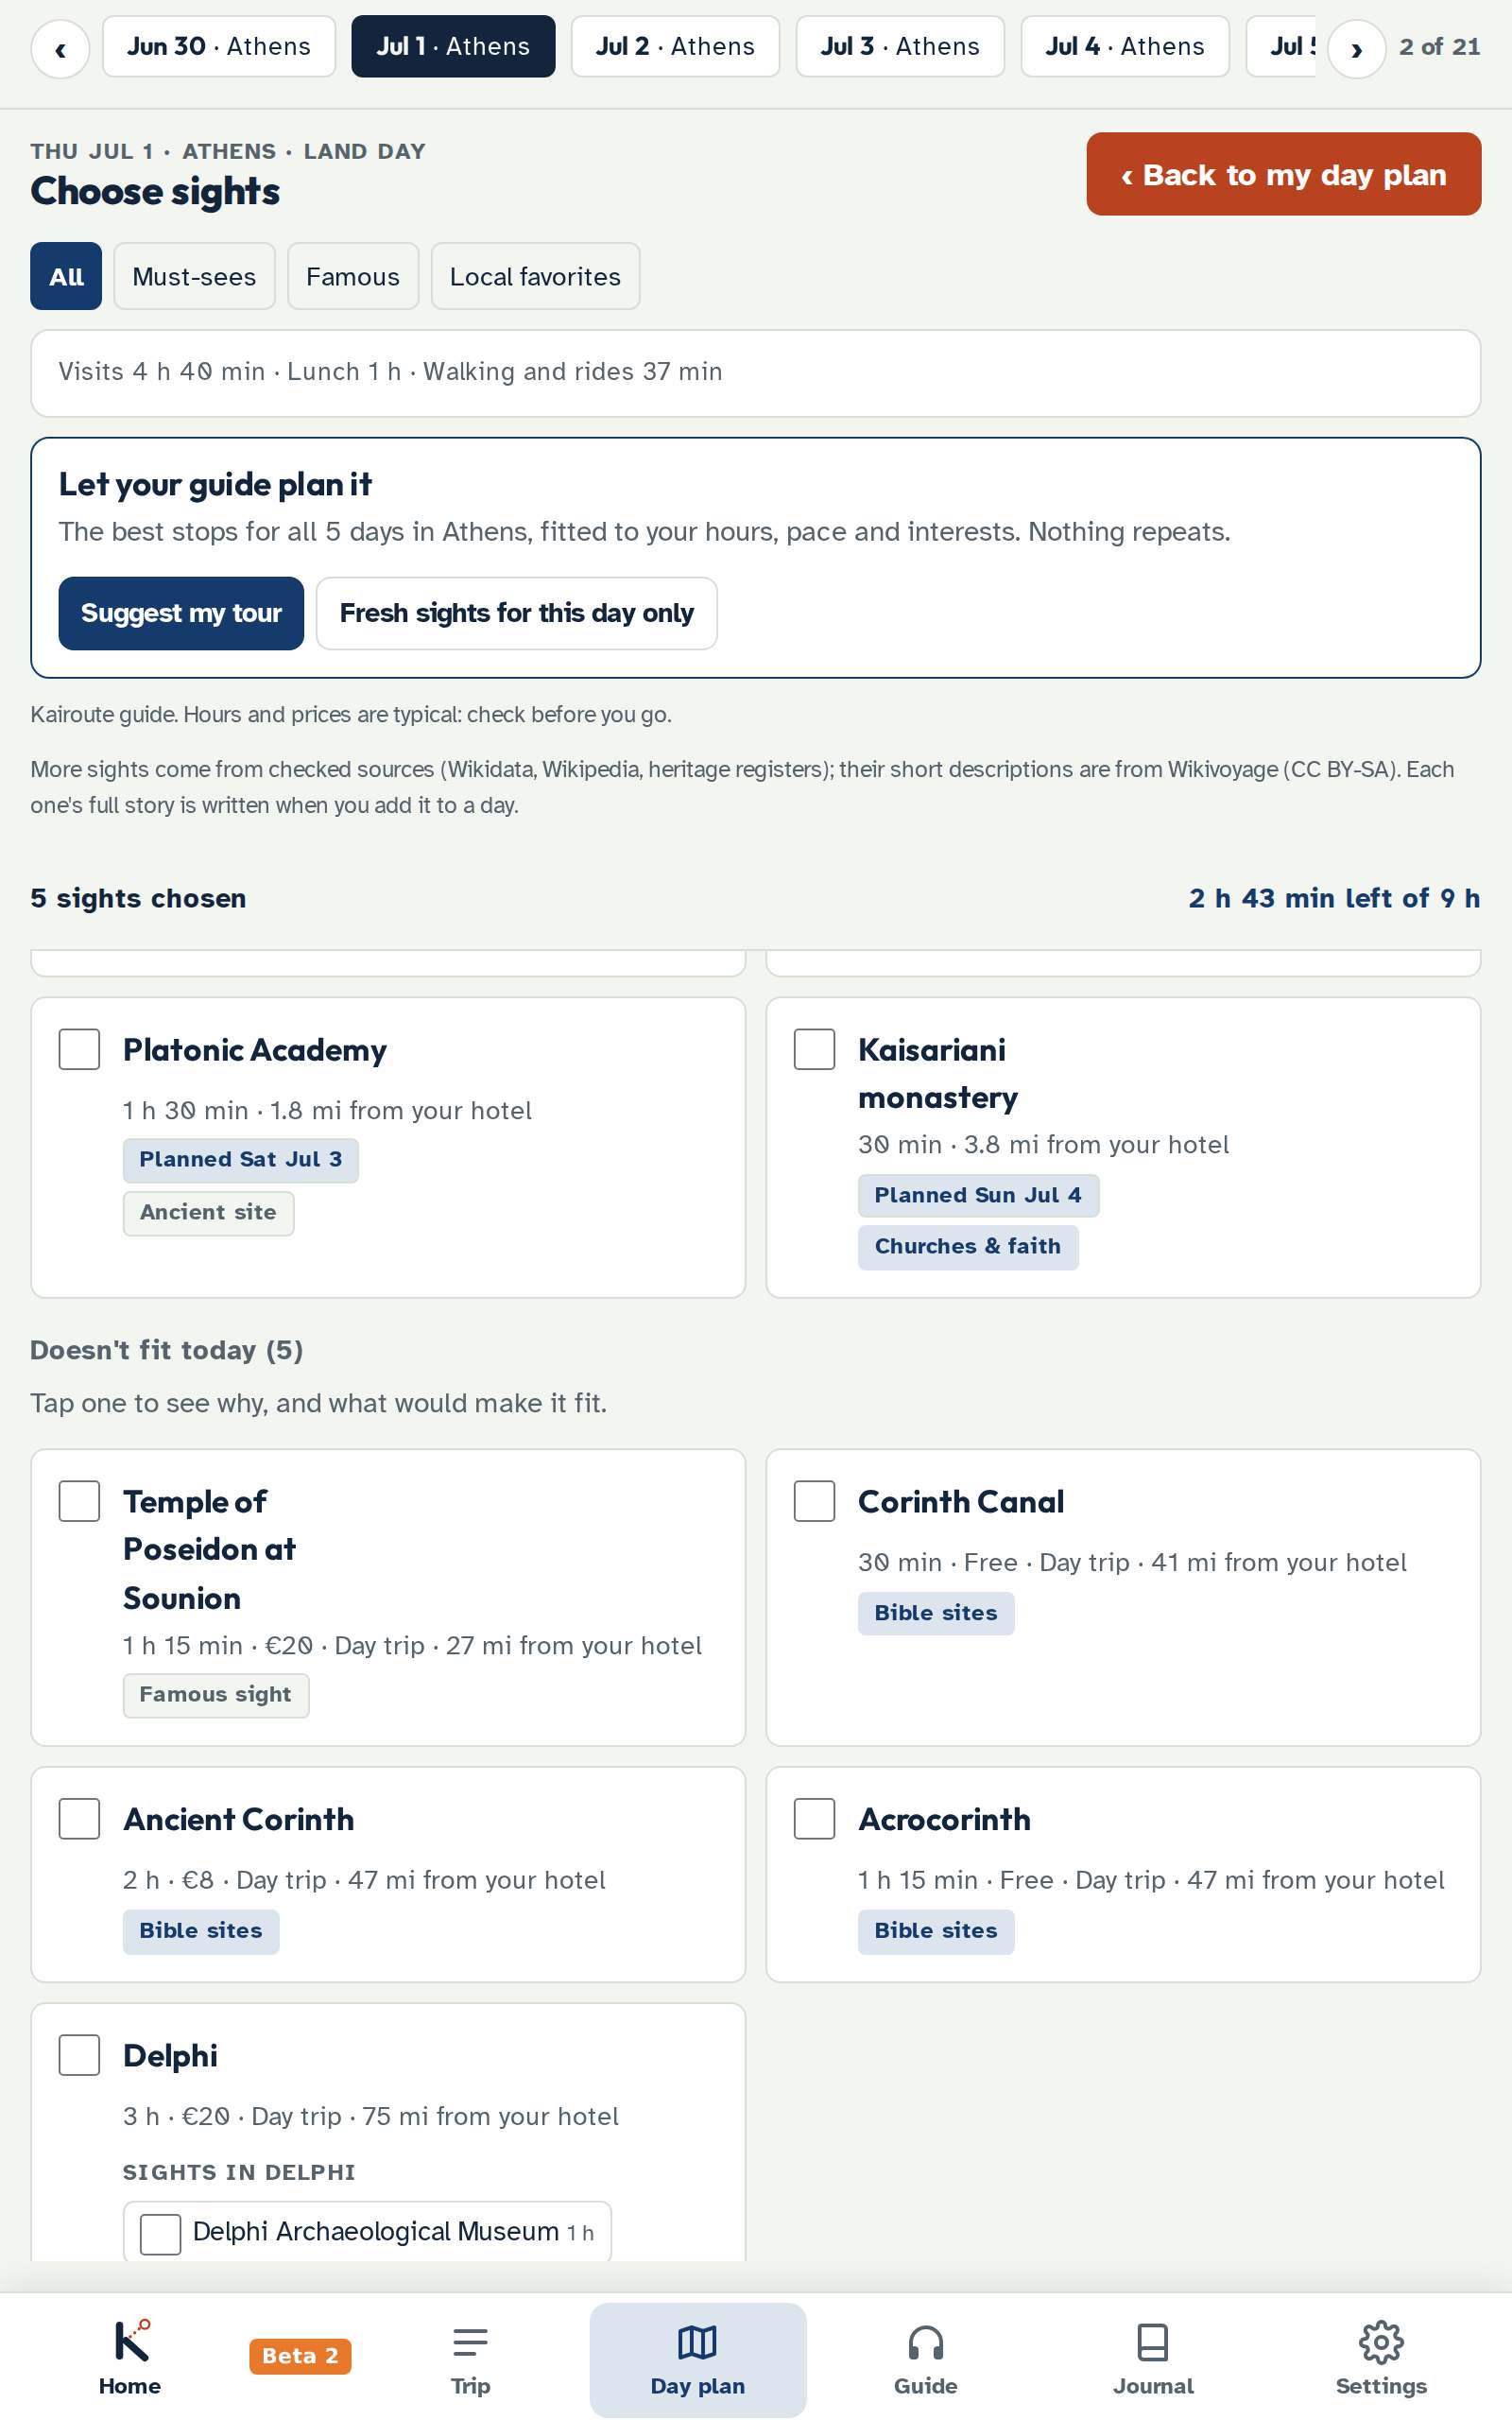 ‹
Jun 30 · Athens
Jul 1 · Athens
Jul 2 · Athens
Jul 3 · Athens
Jul 4 · Athens
Jul
›
2 of 21
THU JUL 1 · ATHENS · LAND DAY
Choose sights
‹ Back to my day plan
All
Must-sees
Famous
Local favorites
Visits 4 h 40 min · Lunch 1 h · Walking and rides 37 min
Let your guide plan it
The best stops for all 5 days in Athens, fitted to your hours, pace and interests. Nothing repeats.
Suggest my tour
Fresh sights for this day only
Kairoute guide. Hours and prices are typical: check before you go.
More sights come from checked sources (Wikidata, Wikipedia, heritage registers); their short descriptions are from Wikivoyage (CC BY-SA). Each
one's full story is written when you add it to a day.
5 sights chosen
2 h 43 min left of 9 h
Platonic Academy
1 h 30 min · 1.8 mi from your hotel
Planned Sat Jul 3
Ancient site
Kaisariani
monastery
30 min · 3.8 mi from your hotel
Planned Sun Jul 4
Churches & faith
Doesn't fit today (5)
Tap one to see why, and what would make it fit.
Temple of
Poseidon at
Sounion
1 h 15 min · €20 · Day trip · 27 mi from your hotel
Famous sight
Corinth Canal
30 min · Free · Day trip · 41 mi from your hotel
Bible sites
Ancient Corinth
2 h · €8 · Day trip · 47 mi from your hotel
Bible sites
Acrocorinth
1 h 15 min · Free · Day trip · 47 mi from your hotel
Bible sites
Delphi
3 h · €20 · Day trip · 75 mi from your hotel
SIGHTS IN DELPHI
Delphi Archaeological Museum 1 h
Home
Beta 2
Trip
Day plan
Guide
Journal
Settings